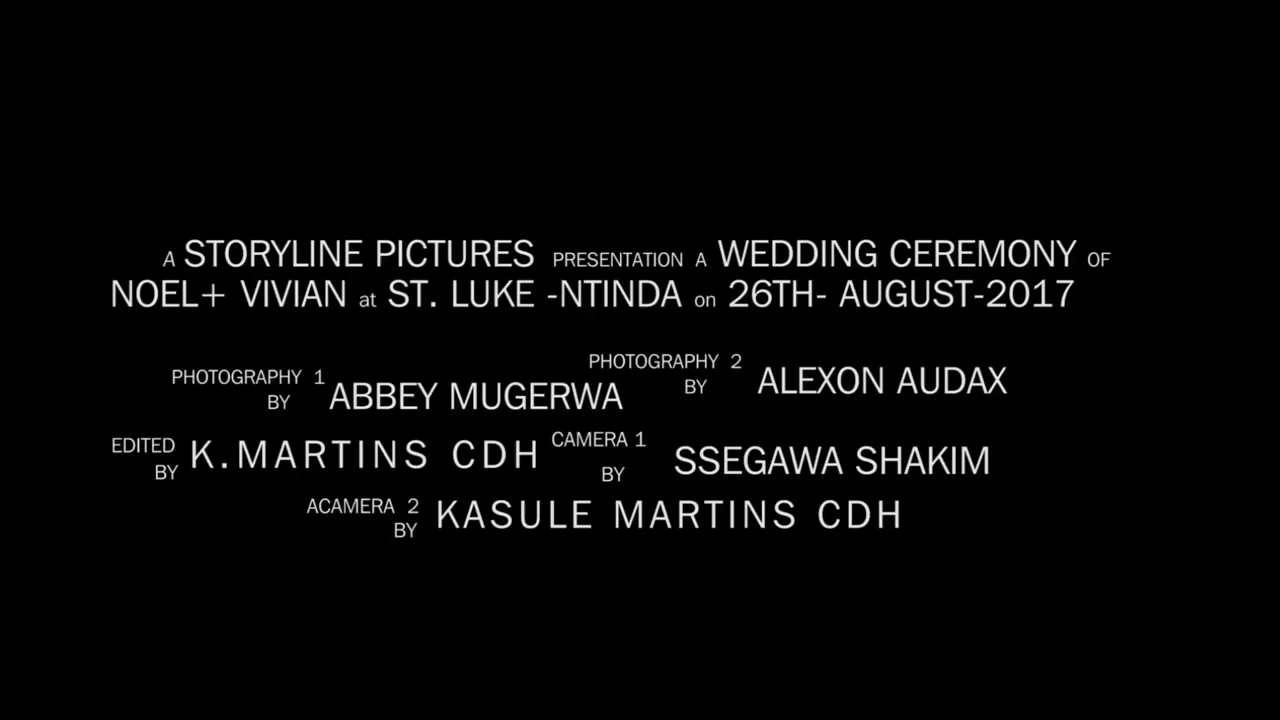 A STORYLINE PICTURES PRESENTATION A WEDDING CEREMONY OF
NOEL+ VIVIAN at ST. LUKE -NTINDA on 26TH- AUGUST-2017
PHOTOGRAPHY 1 BY ABBEY MUGERWA PHOTOGRAPHY 2 BY ALEXON AUDAX
EDITED BY K.MARTINS CDH CAMERA 1 BY SSEGAWA SHAKIM
ACAMERA 2 BY KASULE MARTINS CDH